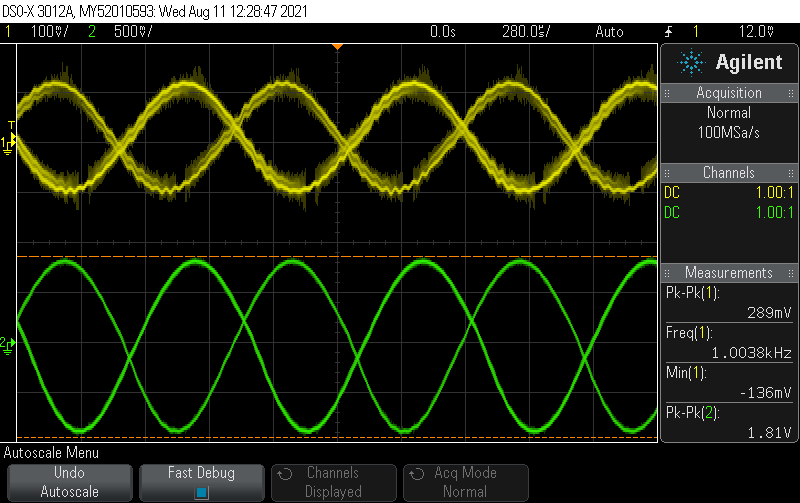 DSO-X 3012A, MY52010593: Wed Aug 11 12:28:47 2021
1 100mV/ 2 500mV/ 0.0s 280.0us/ Auto 1 12.0mV
Agilent
Acquisition
Normal
100MSa/s
Channels
DC 1.00:1
DC 1.00:1
Measurements
Pk-Pk(1):
289mV
Freq(1):
1.0038kHz
Min(1):
-136mV
Pk-Pk(2):
1.81V
T
1
2
Autoscale Menu
Undo
Autoscale
Fast Debug
Channels
Displayed
Acq Mode
Normal